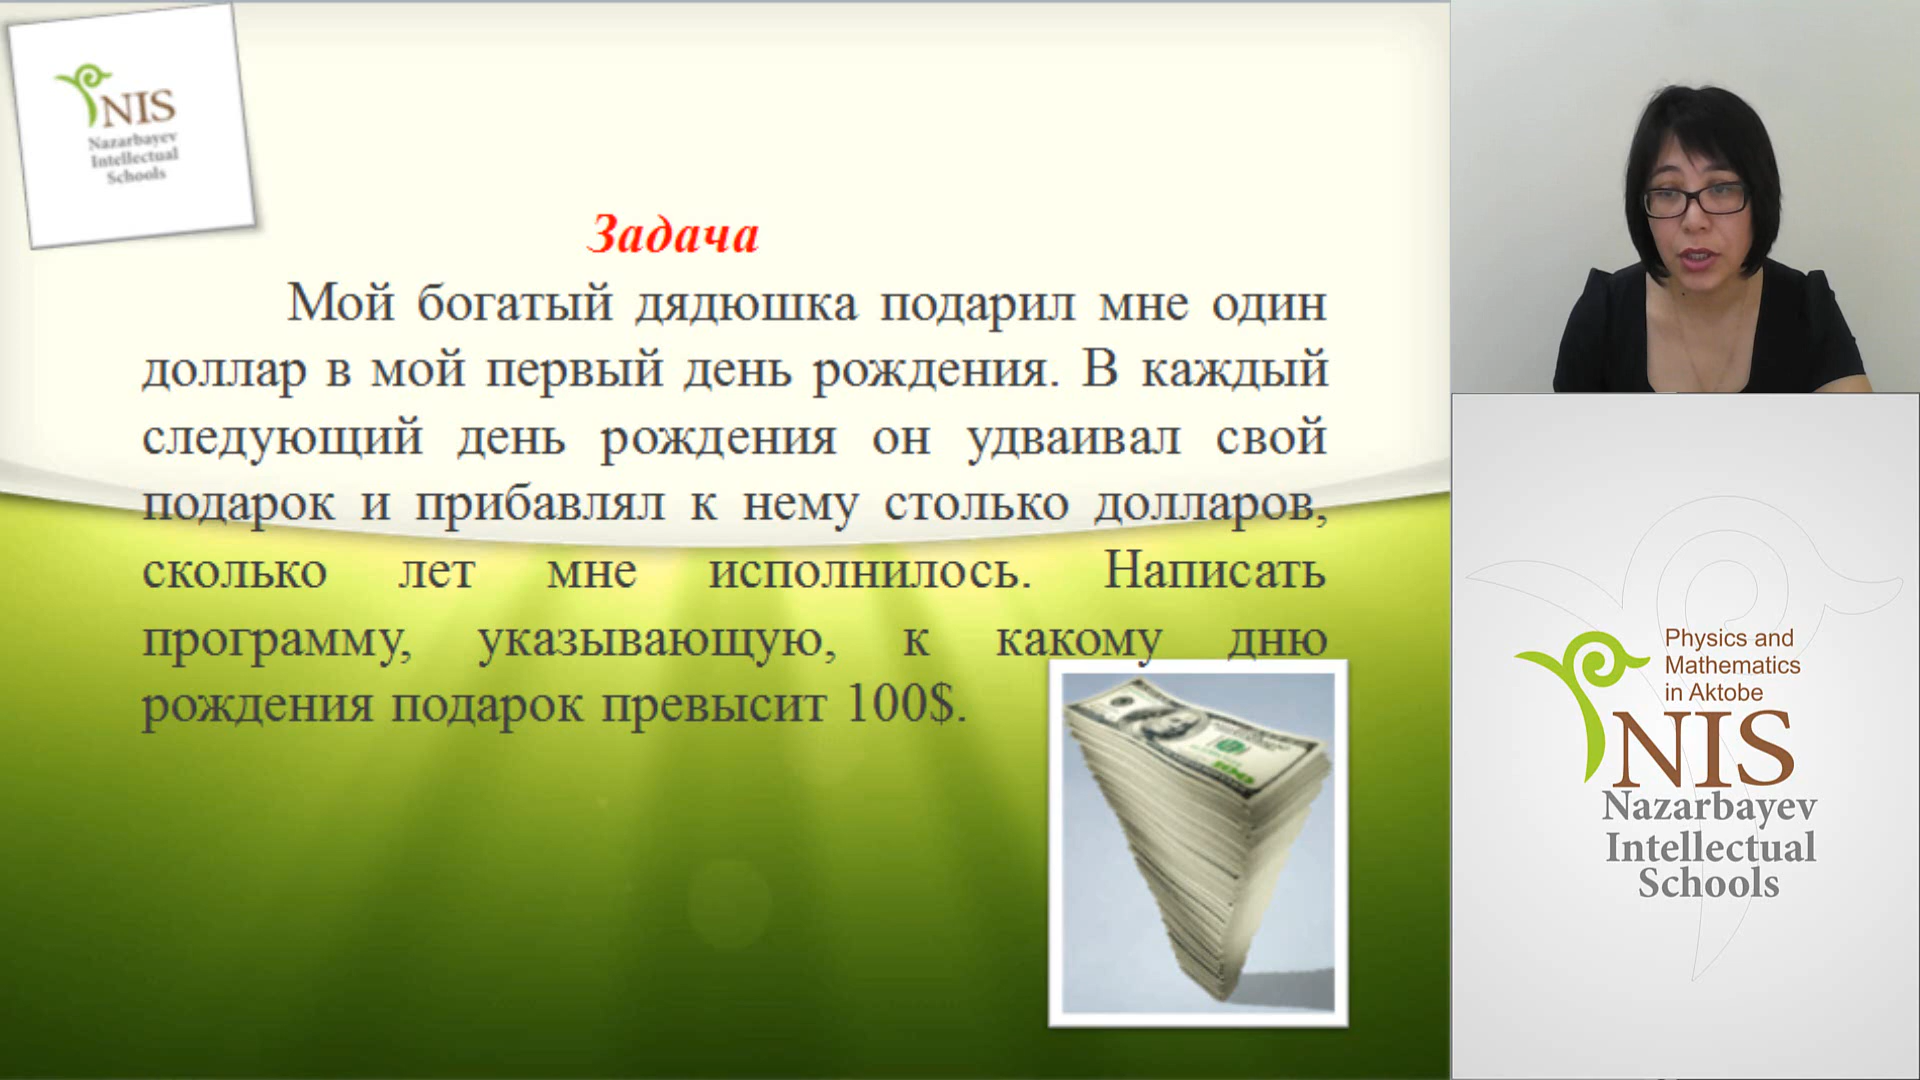 NIS
Nazarbayev
Intellectual
Schools
Задача
Мой богатый дядюшка подарил мне один
доллар в мой первый день рождения. В каждый
следующий день рождения он удваивал свой
подарок и прибавлял к нему столько долларов,
сколько лет мне исполнилось. Написать
программу, указывающую, к какому дню
рождения подарок превысит 100$.
Physics and
Mathematics
in Aktobe
NIS
Nazarbayev
Intellectual
Schools